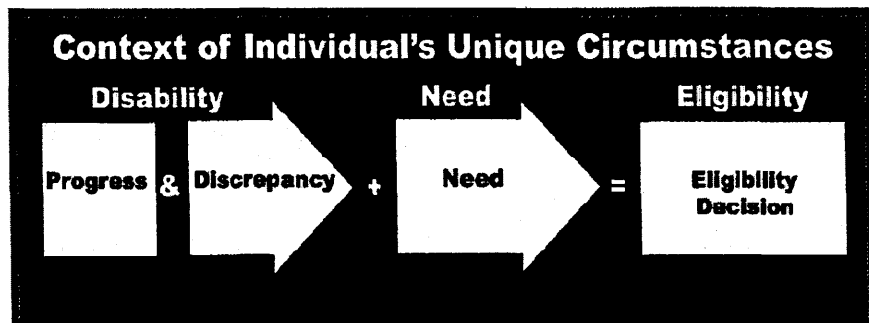 Context of Individual's Unique Circumstances
Disability Need Eligibility
Progress & Discrepancy + Need = Eligibility
Decision